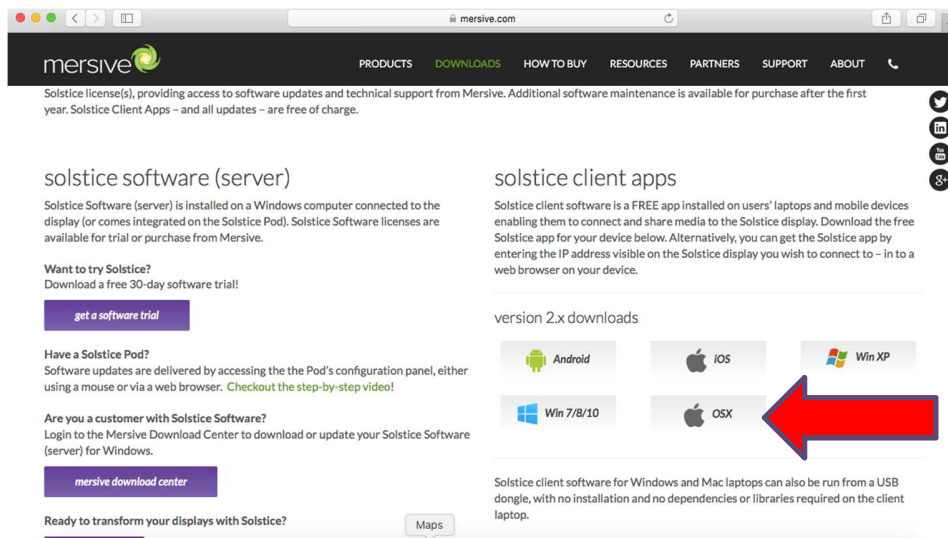 mersive.com
mersive
PRODUCTS DOWNLOADS HOW TO BUY RESOURCES PARTNERS SUPPORT ABOUT
Solstice license(s), providing access to software updates and technical support from Mersive. Additional software maintenance is available for purchase after the first
year. Solstice Client Apps – and all updates – are free of charge.
solstice software (server)
Solstice Software (server) is installed on a Windows computer connected to the
display (or comes integrated on the Solstice Pod). Solstice Software licenses are
available for trial or purchase from Mersive.
Want to try Solstice?
Download a free 30-day software trial!
get a software trial
Have a Solstice Pod?
Software updates are delivered by accessing the the Pod's configuration panel, either
using a mouse or via a web browser. Checkout the step-by-step video!
Are you a customer with Solstice Software?
Login to the Mersive Download Center to download or update your Solstice Software
(server) for Windows.
mersive download center
Ready to transform your displays with Solstice?
solstice client apps
Solstice client software is a FREE app installed on users' laptops and mobile devices
enabling them to connect and share media to the Solstice display. Download the free
Solstice app for your device below. Alternatively, you can get the Solstice app by
entering the IP address visible on the Solstice display you wish to connect to – in to a
web browser on your device.
version 2.x downloads
Android
iOS
Win XP
Win 7/8/10
OSX
Solstice client software for Windows and Mac laptops can also be run from a USB
dongle, with no installation and no dependencies or libraries required on the client
laptop.
You
Tube
in
8+
Maps